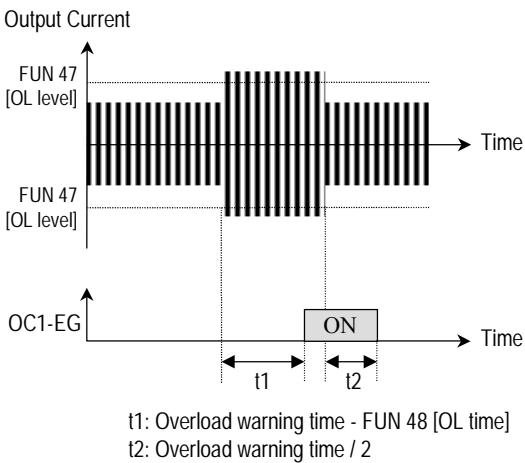 Output Current
FUN 47
[OL level]
Time
FUN 47
[OL level]
OC1-EG
ON
Time
t1
t2
t1: Overload warning time - FUN 48 [OL time]
t2: Overload warning time / 2